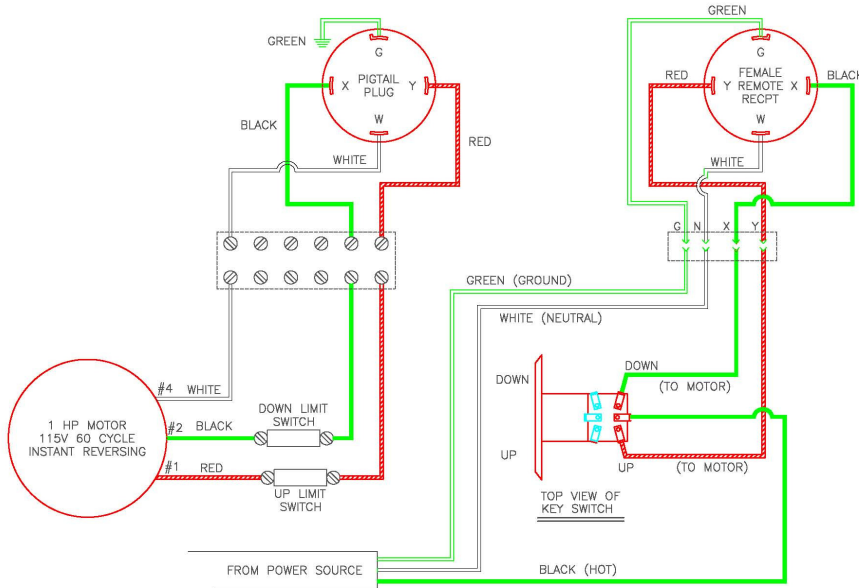 GREEN
G
PIGTAIL
PLUG
X
Y
W
BLACK
WHITE
RED
GREEN
G
FEMALE
REMOTE
RECPT
Y
X
W
RED
BLACK
WHITE
G N X Y
GREEN (GROUND)
WHITE (NEUTRAL)
#4 WHITE
#2 BLACK
#1 RED
1 HP MOTOR
115V 60 CYCLE
INSTANT REVERSING
DOWN LIMIT
SWITCH
UP LIMIT
SWITCH
DOWN
UP
DOWN
(TO MOTOR)
UP
(TO MOTOR)
TOP VIEW OF
KEY SWITCH
FROM POWER SOURCE
BLACK (HOT)